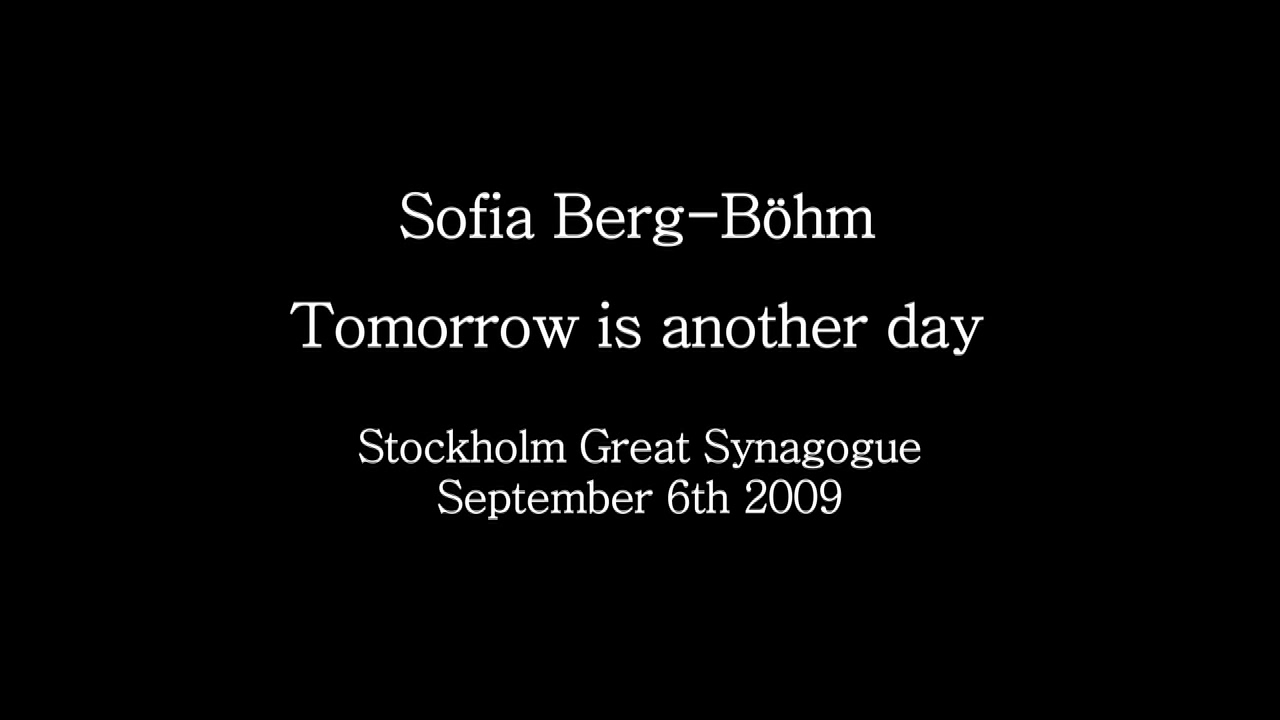 Sofia Berg-Böhm
Tomorrow is another day
Stockholm Great Synagogue
September 6th 2009